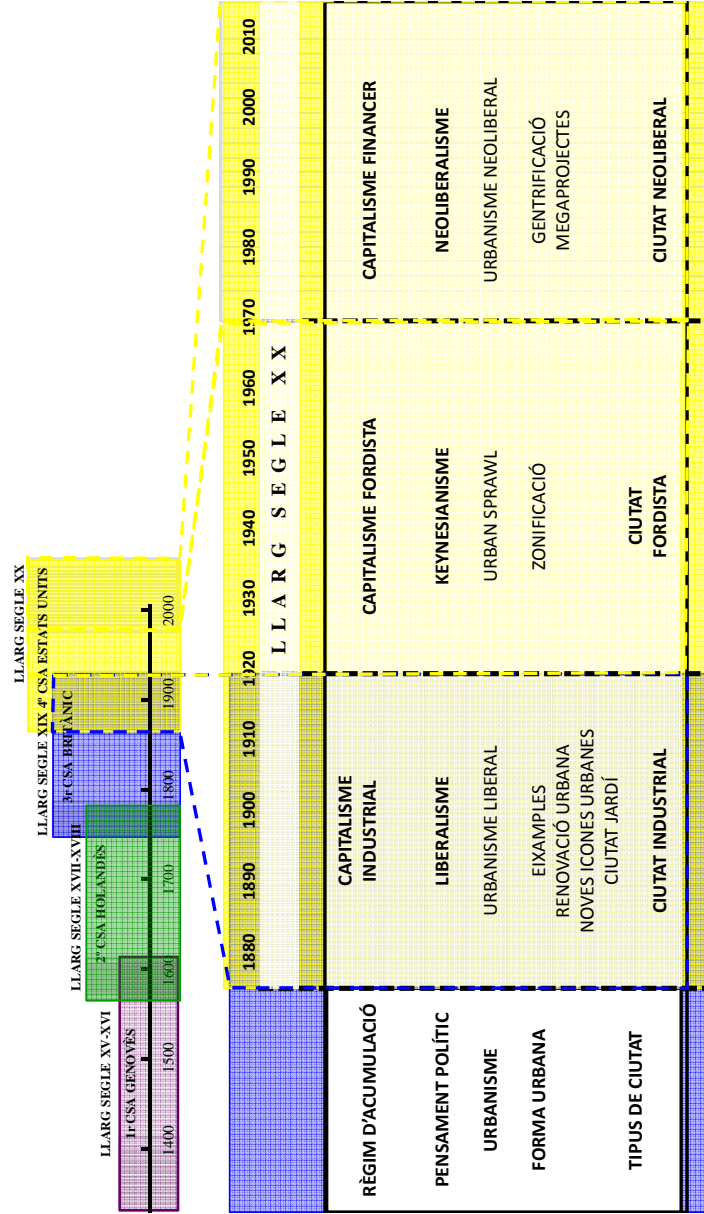 LLARG SEGLE XV-XVI
1r CSA GENOVÈS
LLARG SEGLE XVII-XVIII
2º CSA HOLANDÈS
LLARG SEGLE XIX
3r CSA BRITÀNIC
LLARG SEGLE XX
4º CSA ESTATS UNITS
1400
1500
1600
1700
1800
1900
2000
1880
1890
1900
1910
1920
1930
1940
1950
1960
1970
1980
1990
2000
2010
LLARG SEGLE XX
RÈGIM D'ACUMULACIÓ
CAPITALISME
INDUSTRIAL
CAPITALISME FORDISTA
CAPITALISME FINANCER
PENSAMENT POLÍTIC
LIBERALISME
KEYNESIANISME
NEOLIBERALISME
URBANISME
URBANISME LIBERAL
URBAN SPRAWL
URBANISME NEOLIBERAL
FORMA URBANA
EIXAMPLES
RENOVACIÓ URBANA
NOVES ICONES URBANES
CIUTAT JARDÍ
ZONIFICACIÓ
GENTRIFICACIÓ
MEGAPROJECTES
TIPUS DE CIUTAT
CIUTAT INDUSTRIAL
CIUTAT
FORDISTA
CIUTAT NEOLIBERAL